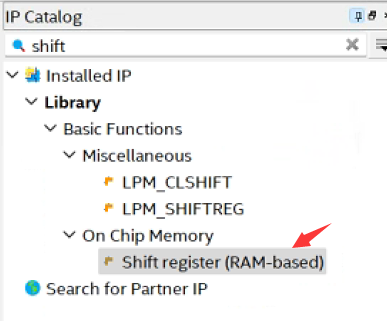 IP Catalog
shift
Installed IP
Library
Basic Functions
Miscellaneous
LPM_CLSHIFT
LPM_SHIFTREG
On Chip Memory
Shift register (RAM-based)
Search for Partner IP